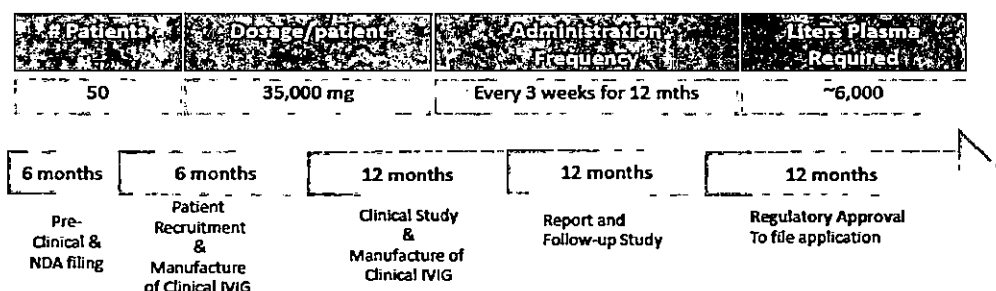 # Patients
Dosage/patient
Administration
Frequency
Liters Plasma
Required
50
35,000 mg
Every 3 weeks for 12 mths
~6,000
6 months
6 months
12 months
12 months
12 months
Pre-
Clinical &
NDA filing
Patient
Recruitment
&
Manufacture
of Clinical IVIG
Clinical Study
&
Manufacture of
Clinical IVIG
Report and
Follow-up Study
Regulatory Approval
To file application